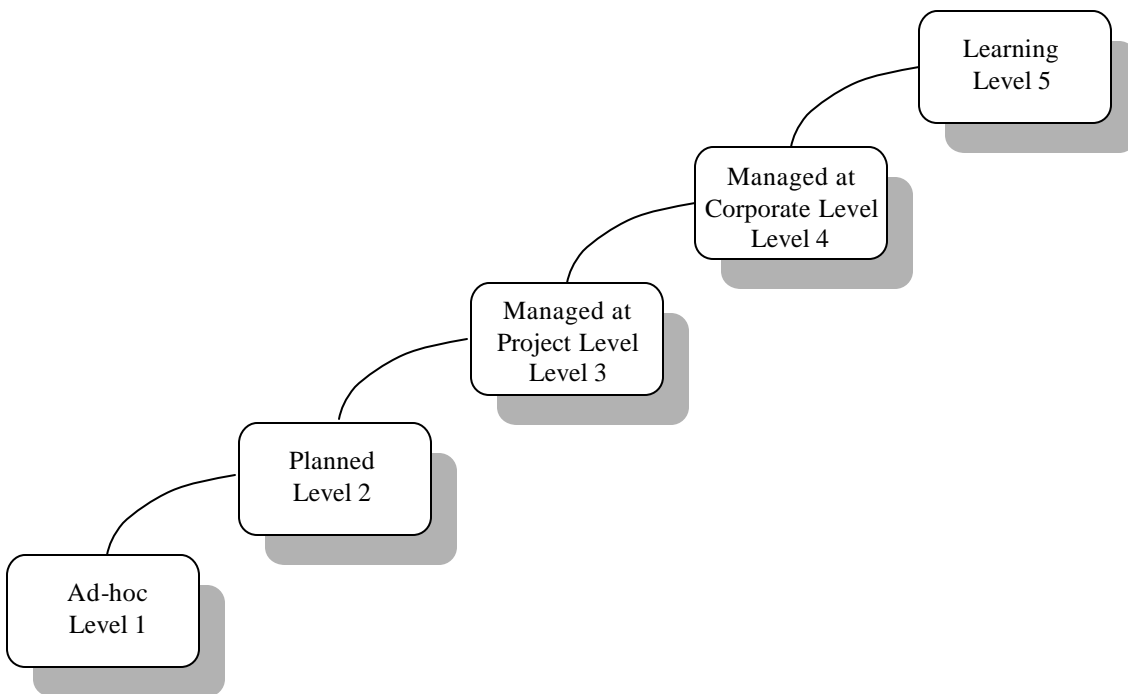 Learning
Level 5
Managed at
Corporate Level
Level 4
Managed at
Project Level
Level 3
Planned
Level 2
Ad-hoc
Level 1